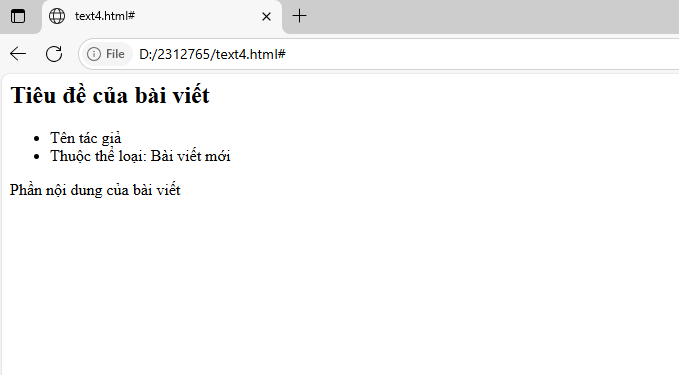 text4.html#
File D:/2312765/text4.html#
Tiêu đề của bài viết
Tên tác giả
Thuộc thể loại: Bài viết mới
Phần nội dung của bài viết